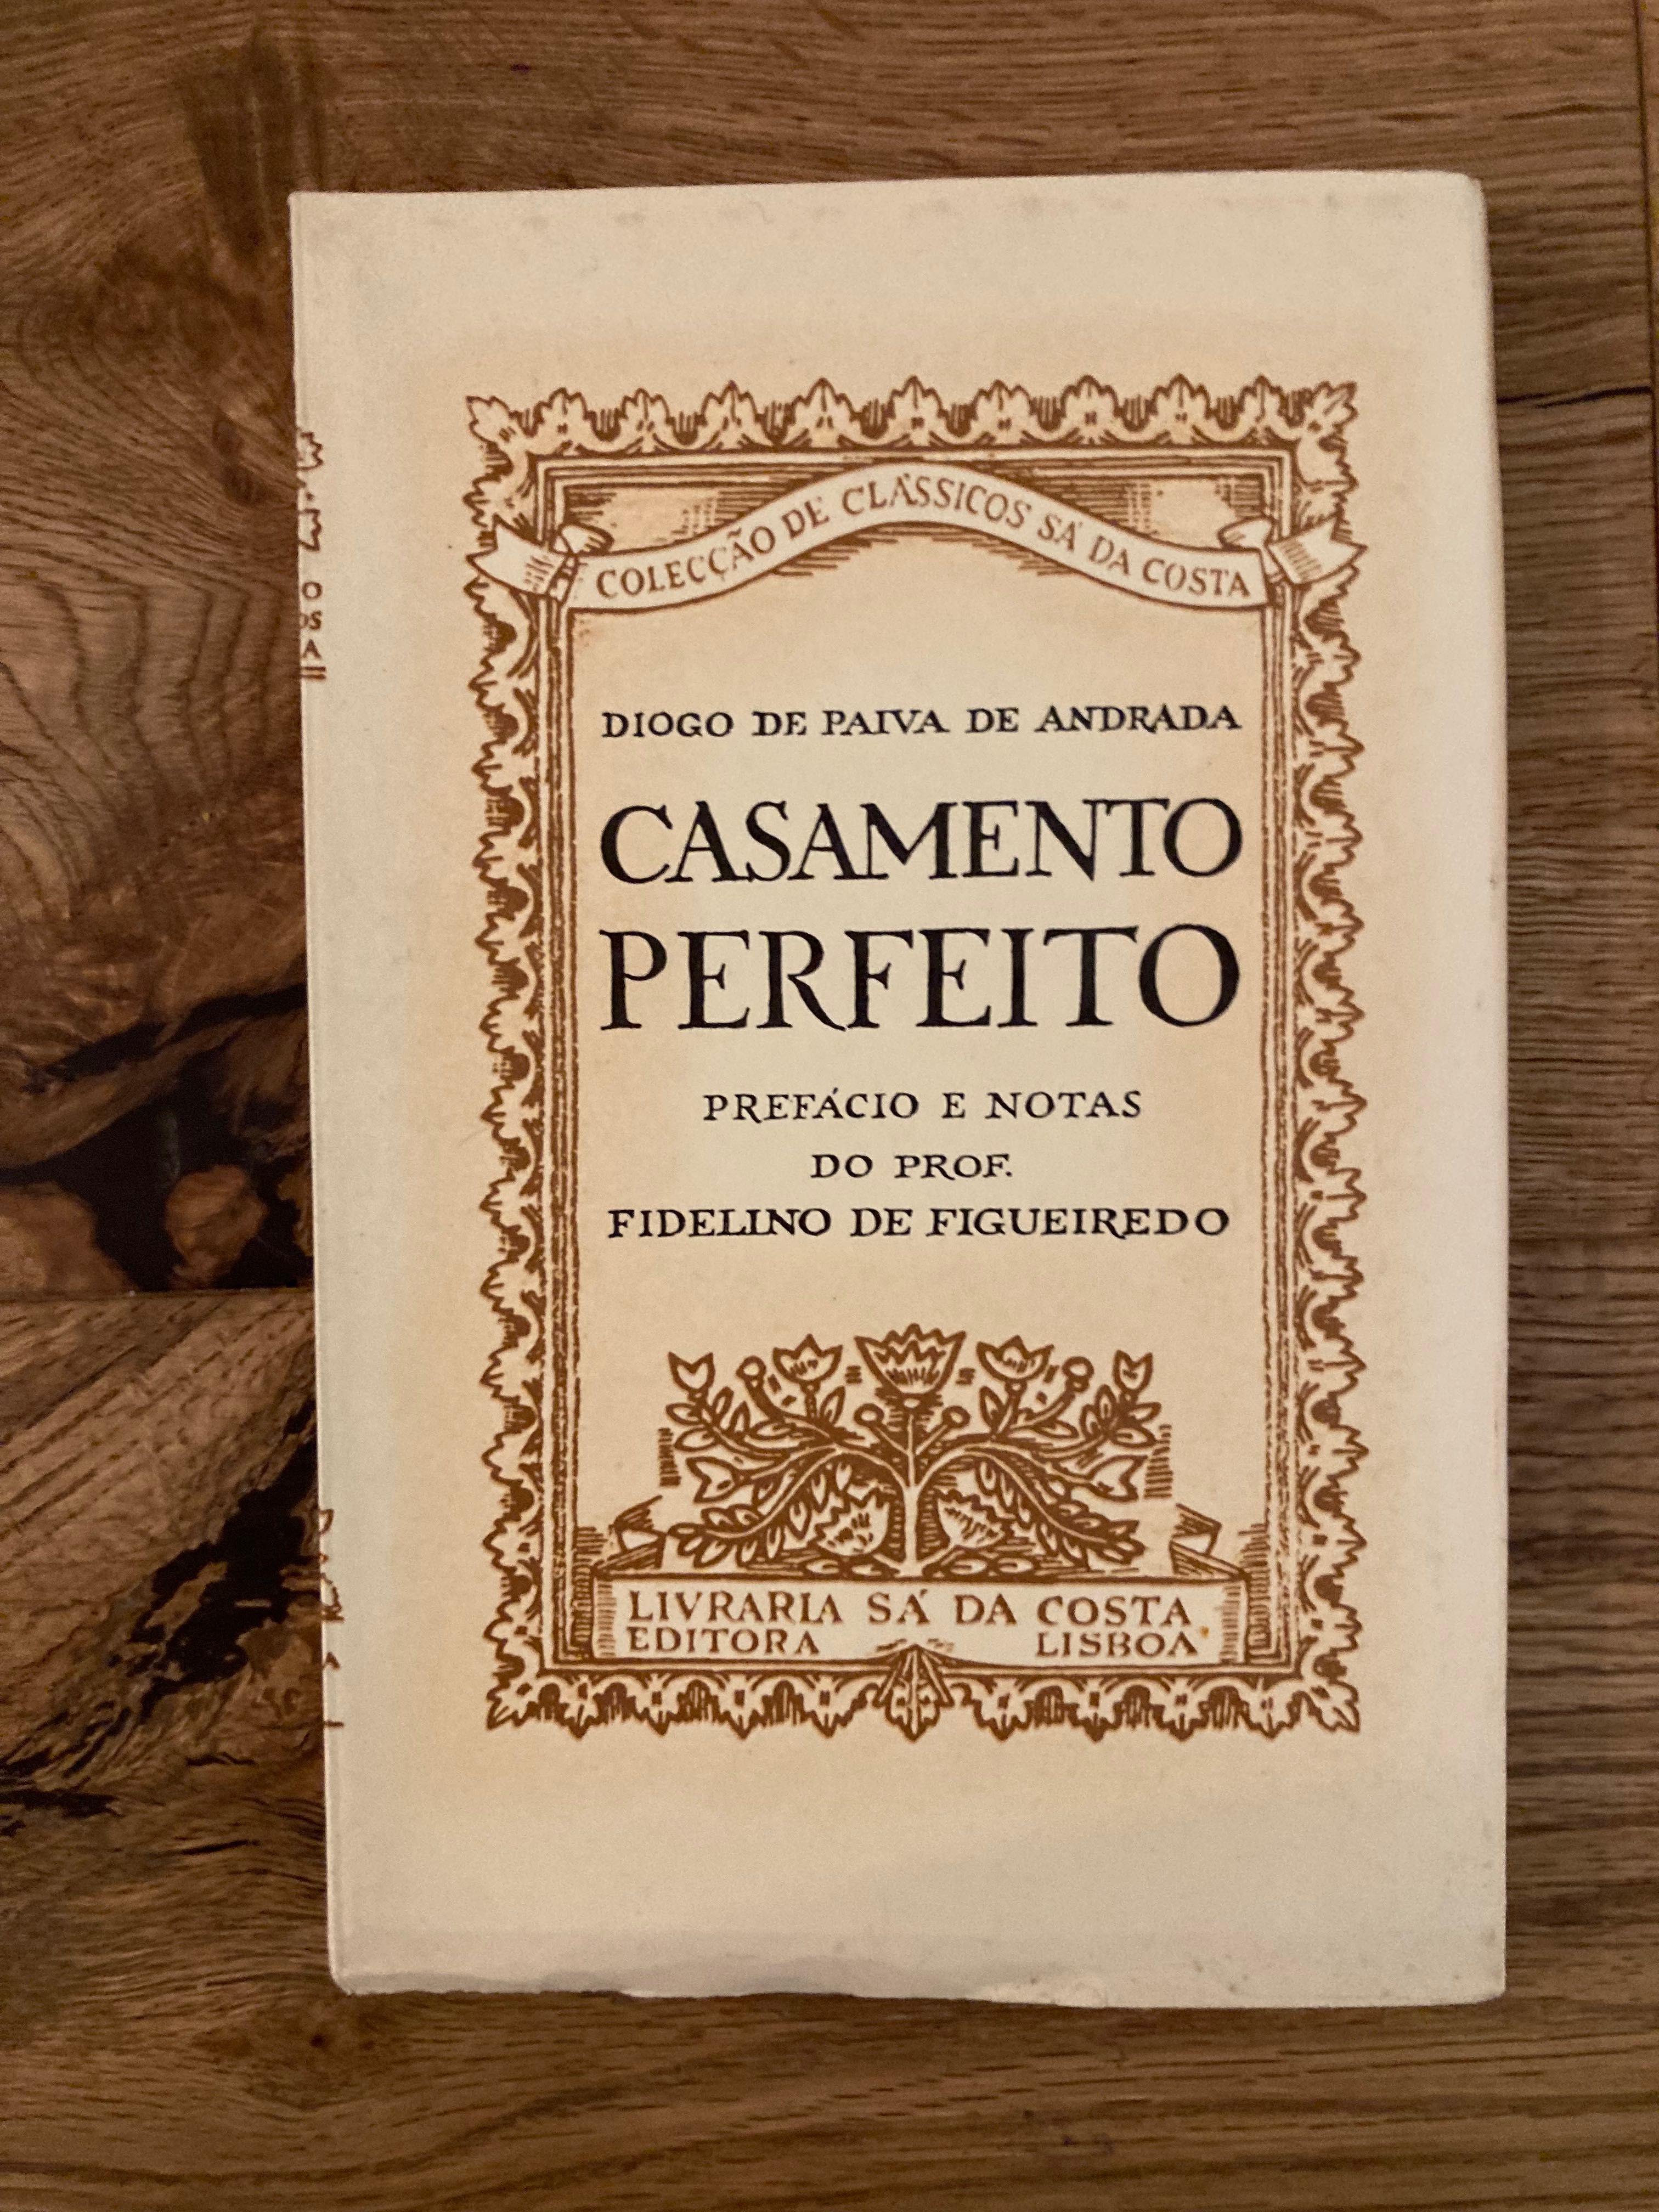 COLECÇÃO DE CLÁSSICOS SÁ DA COSTA
DIOGO DE PAIVA DE ANDRADA
CASAMENTO
PERFEITO
PREFÁCIO E NOTAS
DO PROF.
FIDELINO DE FIGUEIREDO
LIVRARIA SÁ DA COSTA
EDITORA LISBOA